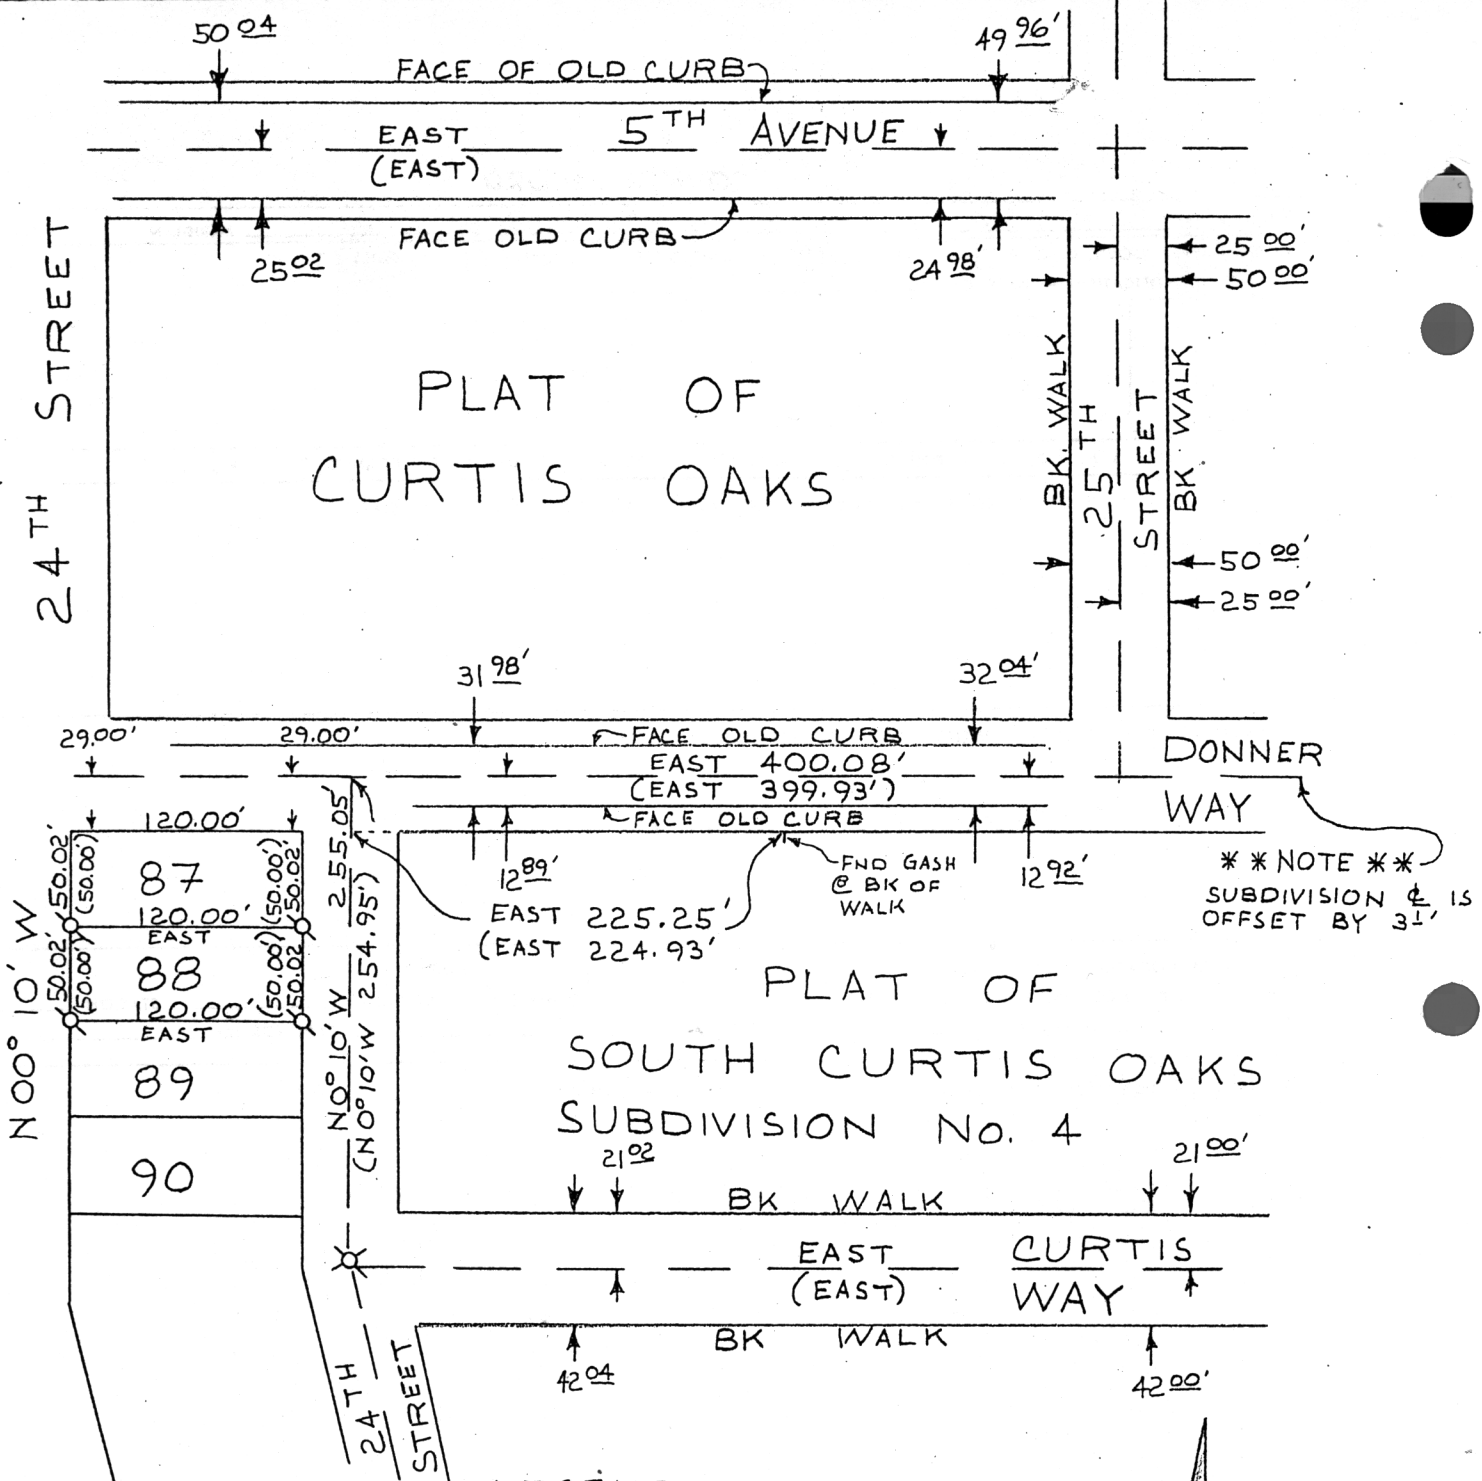 50 04
49 96'
FACE OF OLD CURB
5TH AVENUE
EAST
(EAST)
FACE OLD CURB
25 02
24 98'
25 00'
50 00'
24TH STREET
PLAT OF
CURTIS OAKS
BK. WALK
25TH STREET
BK WALK
50 00'
25 00'
31 98'
32 04'
29.00'
29.00'
FACE OLD CURB
EAST 400.08'
(EAST 399.93')
FACE OLD CURB
DONNER
WAY
120.00'
87
50.02'
(50.00')
(50.00')
50.02'
120.00'
EAST
88
50.02'
(50.00')
(50.00')
50.02
120.00'
EAST
89
90
N00° 10' W
N0° 10' W 255.05'
(N0° 10' W 254.95')
12 89'
FND GASH
@ BK OF
WALK
12 92'
EAST 225.25'
(EAST 224.93'
* * NOTE * *
SUBDIVISION ℄ IS
OFFSET BY 3 1'
PLAT OF
SOUTH CURTIS OAKS
SUBDIVISION No. 4
21 02
21 00'
BK WALK
EAST
(EAST)
CURTIS
WAY
BK WALK
42 04
42 00'
24TH
STREET